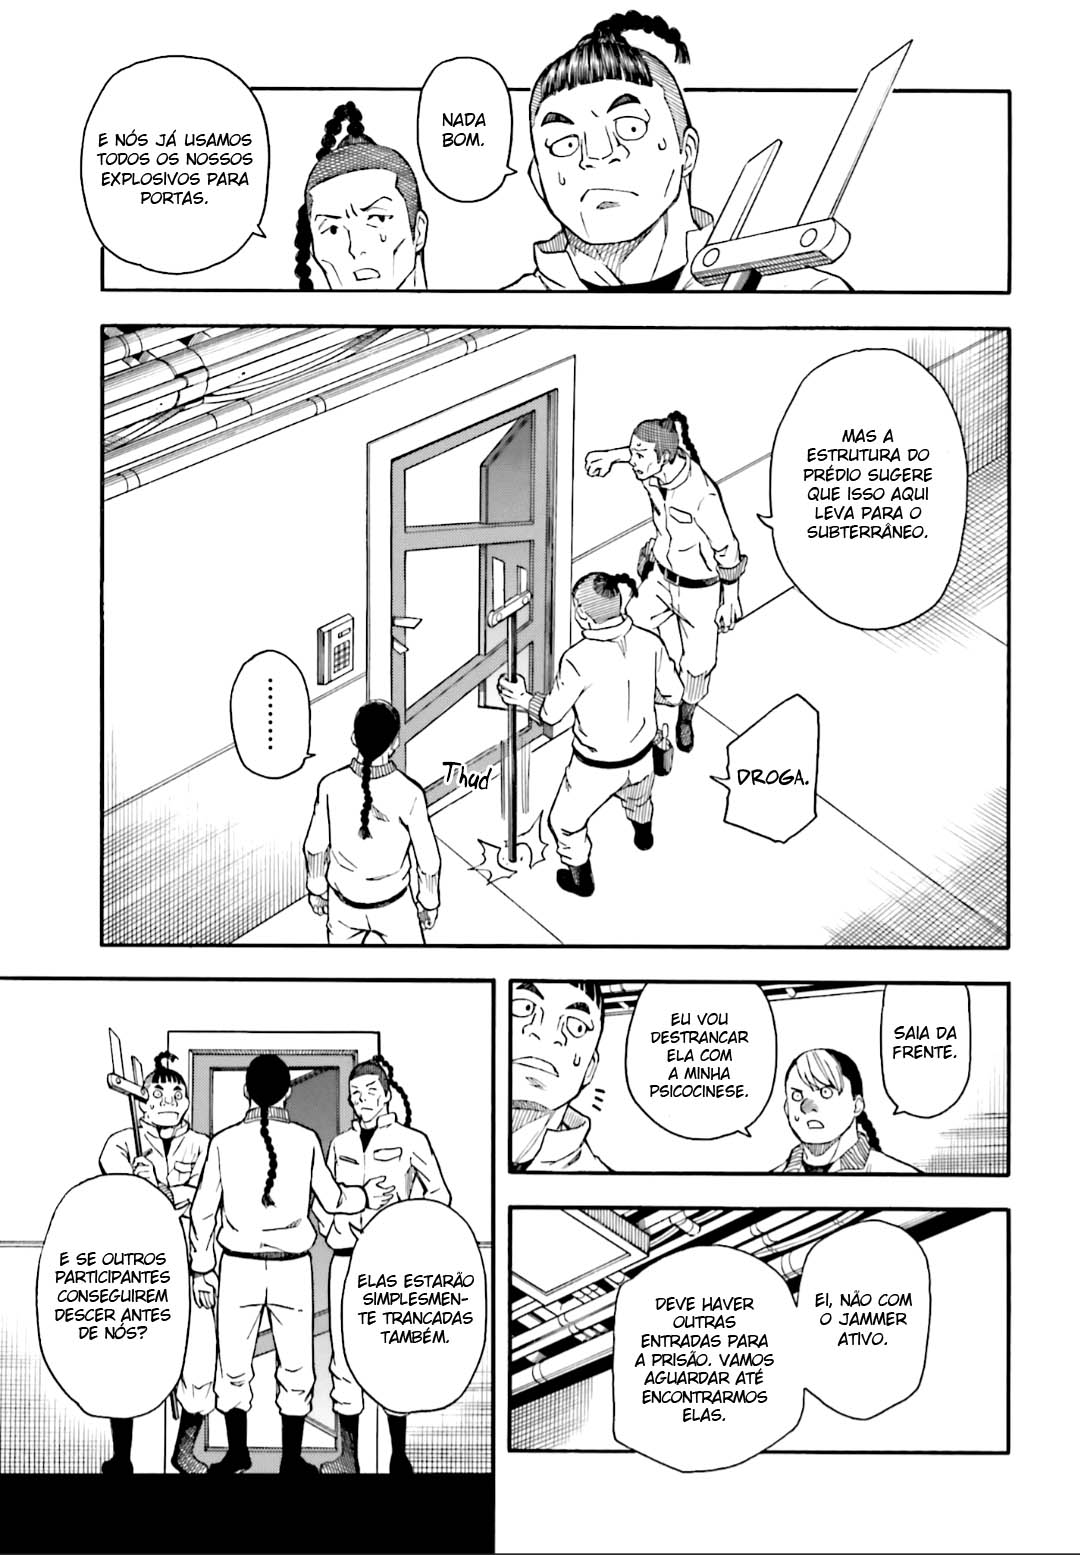 NADA
BOM.
E NÓS JÁ USAMOS
TODOS OS NOSSOS
EXPLOSIVOS PARA
PORTAS.
MAS A
ESTRUTURA DO
PRÉDIO SUGERE
QUE ISSO AQUI
LEVA PARA O
SUBTERRÂNEO.
DROGA.
Thud
.........
SAIA DA
FRENTE.
EU VOU
DESTRANCAR
ELA COM
A MINHA
PSICOCINESE.
EI, NÃO COM
O JAMMER
ATIVO.
DEVE HAVER
OUTRAS
ENTRADAS PARA
A PRISÃO. VAMOS
AGUARDAR ATÉ
ENCONTRARMOS
ELAS.
ELAS ESTARÃO
SIMPLESMEN-
TE TRANCADAS
TAMBÉM.
E SE OUTROS
PARTICIPANTES
CONSEGUIREM
DESCER ANTES
DE NÓS?